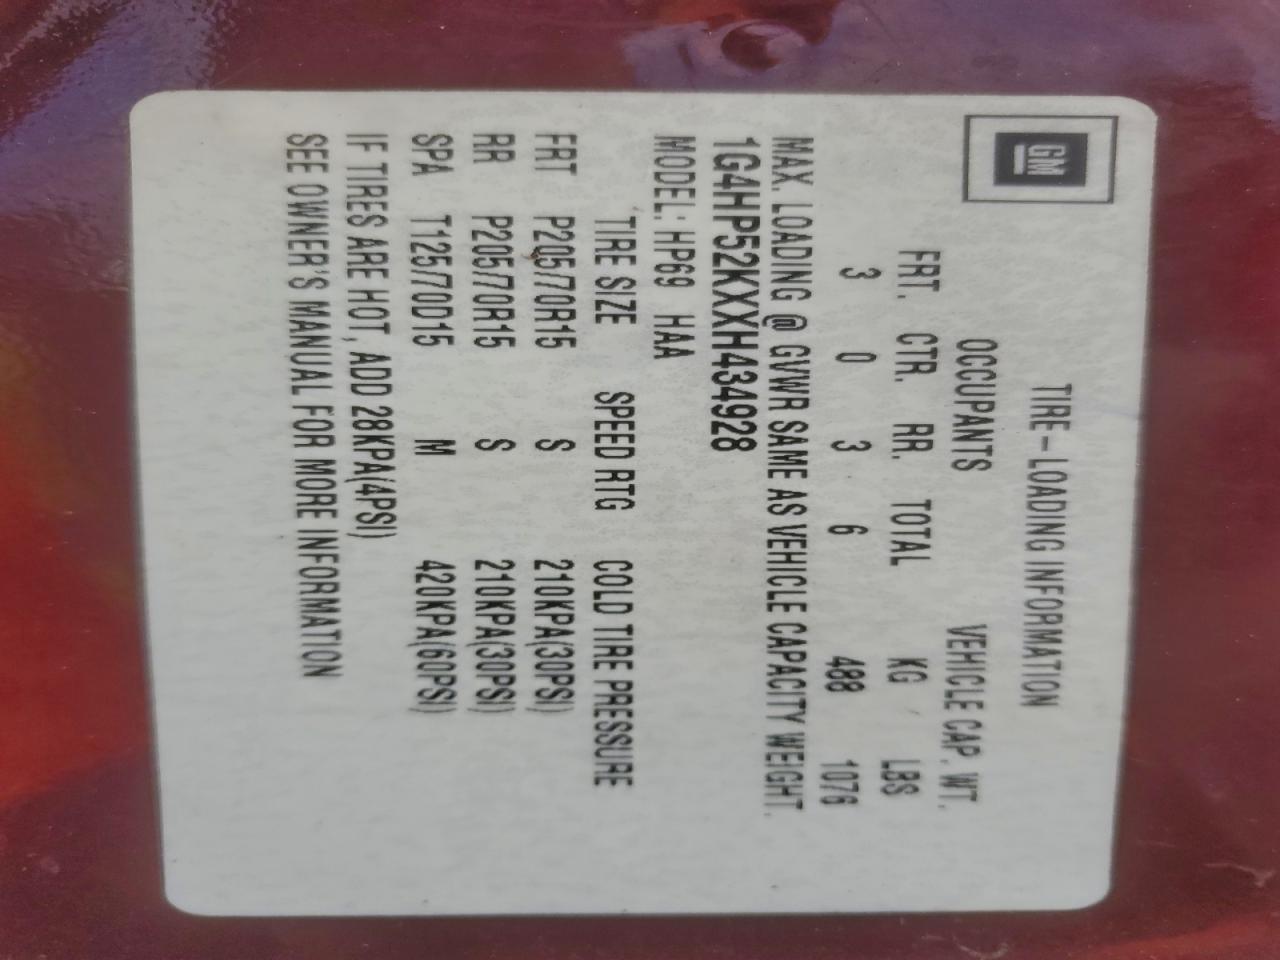 GM
TIRE-LOADING INFORMATION
OCCUPANTS VEHICLE CAP. WT.
FRT. CTR. RR. TOTAL KG LBS
3 0 3 6 488 1076
MAX. LOADING @ GVWR SAME AS VEHICLE CAPACITY WEIGHT.
1G4HP52KXXH434928
MODEL: HP69 HAA
TIRE SIZE SPEED RTG COLD TIRE PRESSURE
FRT P205/70R15 S 210KPA(30PSI)
RR P205/70R15 S 210KPA(30PSI)
SPA T125/70D15 M 420KPA(60PSI)
IF TIRES ARE HOT, ADD 28KPA(4PSI)
SEE OWNER'S MANUAL FOR MORE INFORMATION